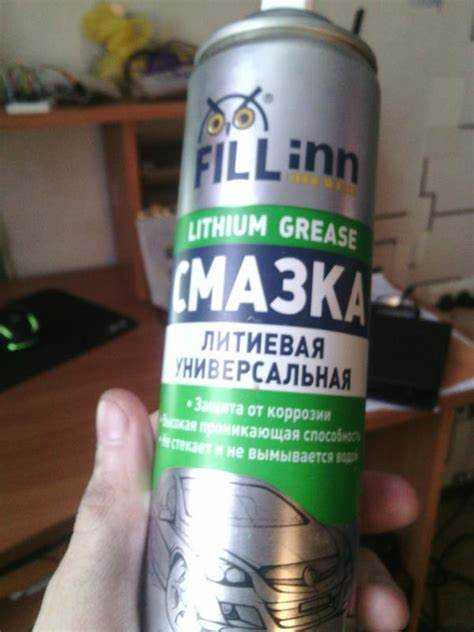 FILL inn
LITHIUM GREASE
СМАЗКА
ЛИТИЕВАЯ
УНИВЕРСАЛЬНАЯ
• Защита от коррозии
• Высокая проникающая способность
• Не стекает и не вымывается водой